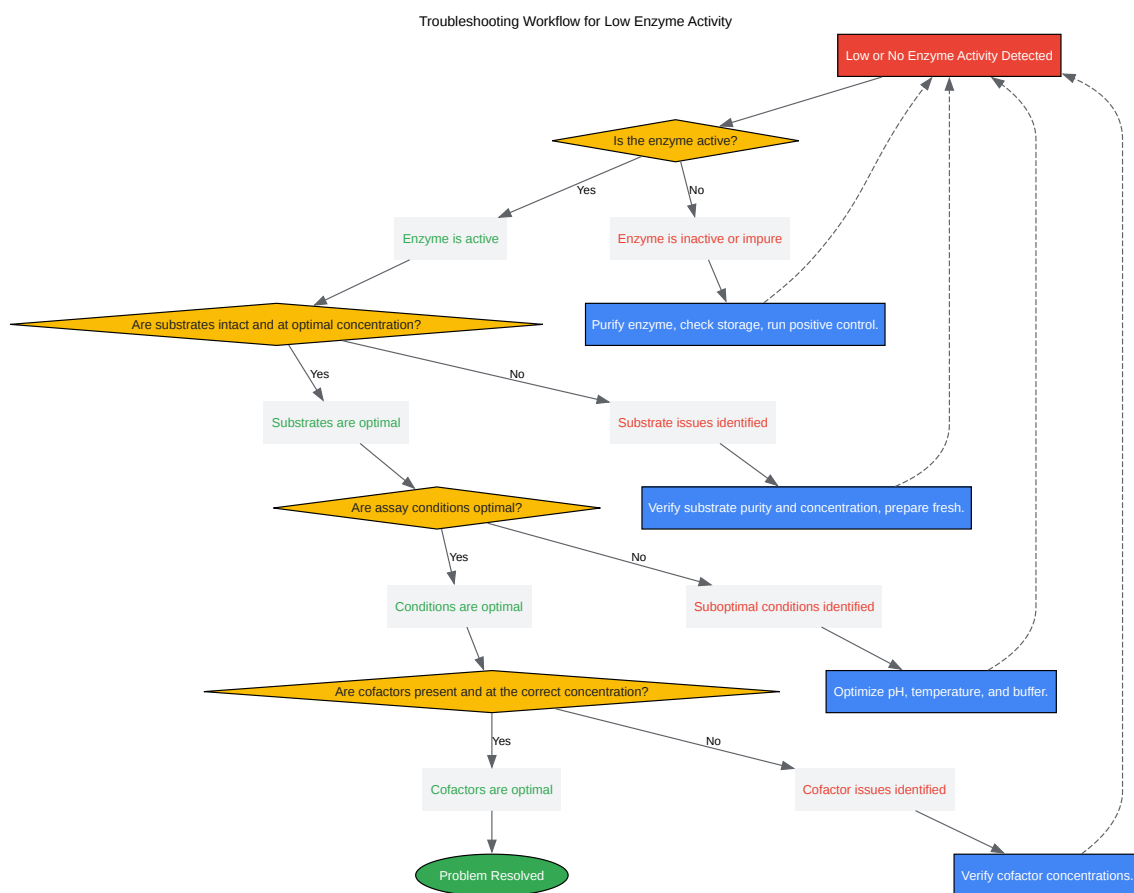 Troubleshooting Workflow for Low Enzyme Activity
Low or No Enzyme Activity Detected
Is the enzyme active?
Yes
No
Enzyme is active
Enzyme is inactive or impure
Are substrates intact and at optimal concentration?
Purify enzyme, check storage, run positive control.
Yes
No
Substrates are optimal
Substrate issues identified
Are assay conditions optimal?
Verify substrate purity and concentration, prepare fresh.
Yes
No
Conditions are optimal
Suboptimal conditions identified
Are cofactors present and at the correct concentration?
Optimize pH, temperature, and buffer.
Yes
No
Cofactors are optimal
Cofactor issues identified
Problem Resolved
Verify cofactor concentrations.